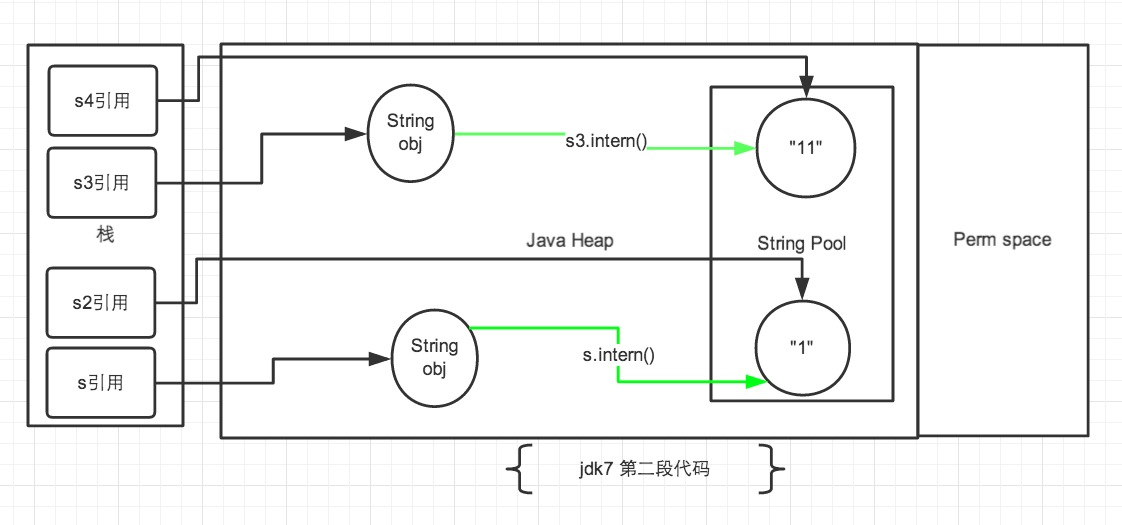 s4引用
s3引用
栈
s2引用
s引用
String
obj
s3.intern()
"11"
Java Heap
String Pool
String
obj
s.intern()
"1"
Perm space
jdk7 第二段代码